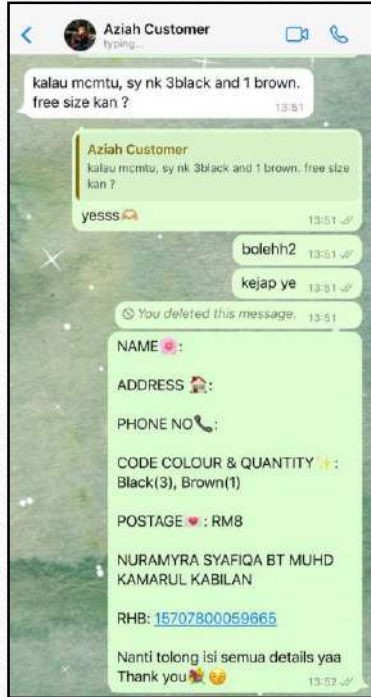 Aziah Customer
typing...
kalau mcmtu, sy nk 3black and 1 brown.
free size kan ?
13:51
Aziah Customer
kalau mcmtu, sy nk 3black and 1 brown. free size
kan ?
yesss🫶🏻
13:51
bolehh2 13:51
kejap ye 13:51
You deleted this message. 13:51
NAME🌸:
ADDRESS 🏠:
PHONE NO📞:
CODE COLOUR & QUANTITY ✨:
Black(3), Brown(1)
POSTAGE 💌: RM8
NURAMYRA SYAFIQA BT MUHD
KAMARUL KABILAN
RHB: 15707800059665
Nanti tolong isi semua details yaa
Thank you💐😚
13:52